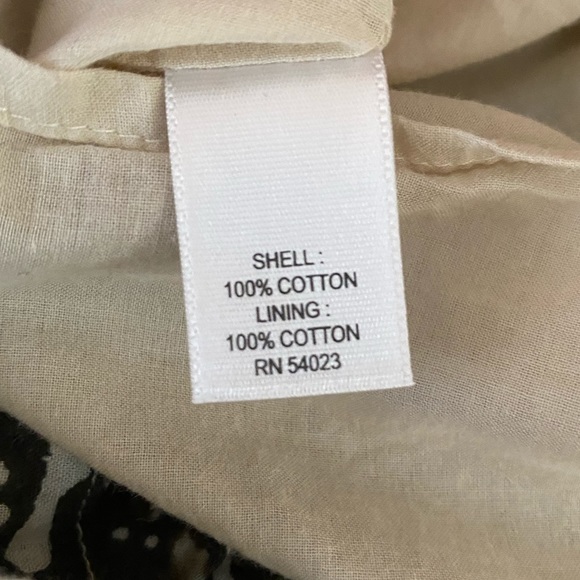 SHELL :
100% COTTON
LINING :
100% COTTON
RN 54023